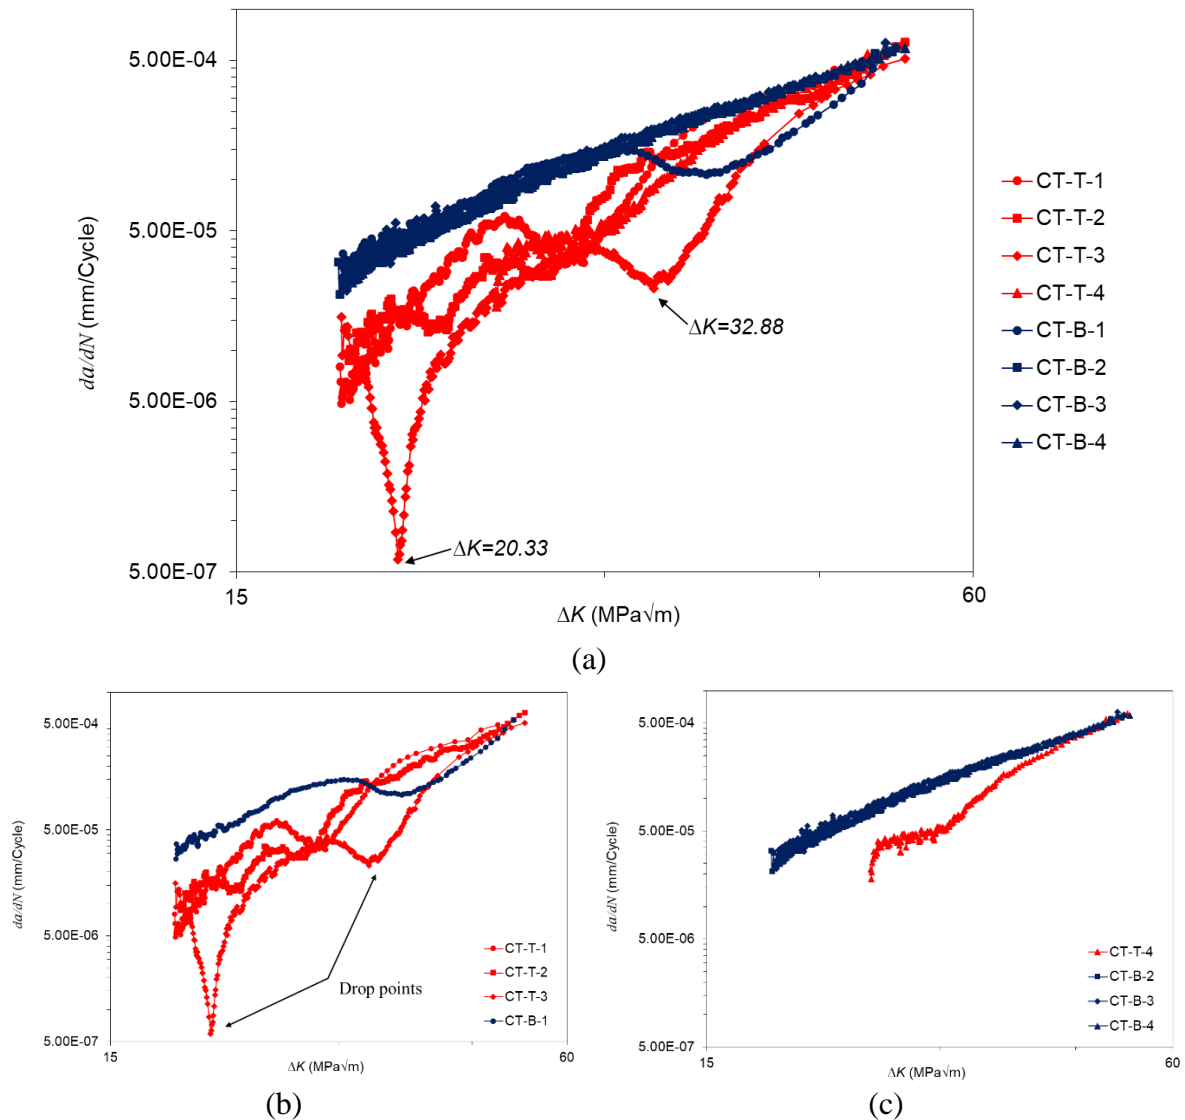 5.00E-04
5.00E-05
5.00E-06
5.00E-07
da/dN (mm/Cycle)
15
60
ΔK (MPa√m)
ΔK=32.88
ΔK=20.33
CT-T-1
CT-T-2
CT-T-3
CT-T-4
CT-B-1
CT-B-2
CT-B-3
CT-B-4
(a)
5.00E-04
5.00E-05
5.00E-06
5.00E-07
da/dN (mm/Cycle)
15
60
ΔK (MPa√m)
Drop points
CT-T-1
CT-T-2
CT-T-3
CT-B-1
(b)
5.00E-04
5.00E-05
5.00E-06
5.00E-07
da/dN (mm/Cycle)
15
60
ΔK (MPa√m)
CT-T-4
CT-B-2
CT-B-3
CT-B-4
(c)